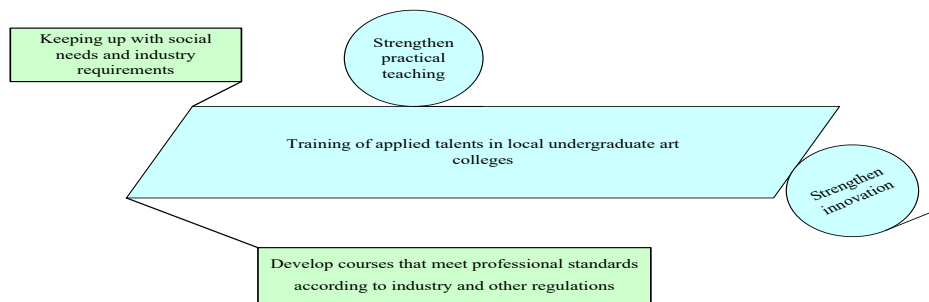 Keeping up with social
needs and industry
requirements
Strengthen
practical
teaching
Training of applied talents in local undergraduate art
colleges
Strengthen
innovation
Develop courses that meet professional standards
according to industry and other regulations